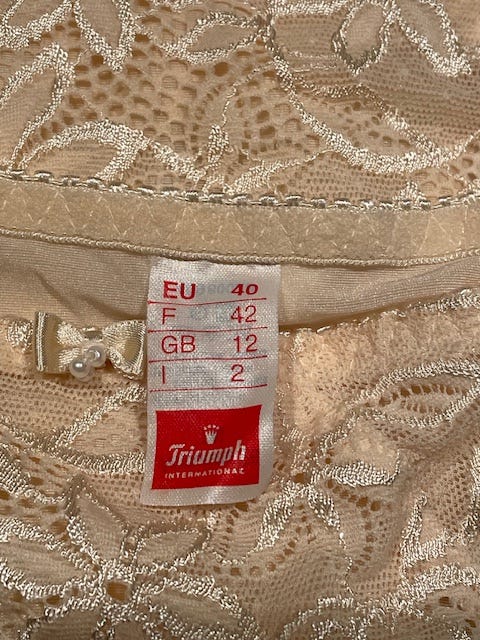 EU 40
F 42
GB 12
I 2
Triumph
INTERNATIONAL